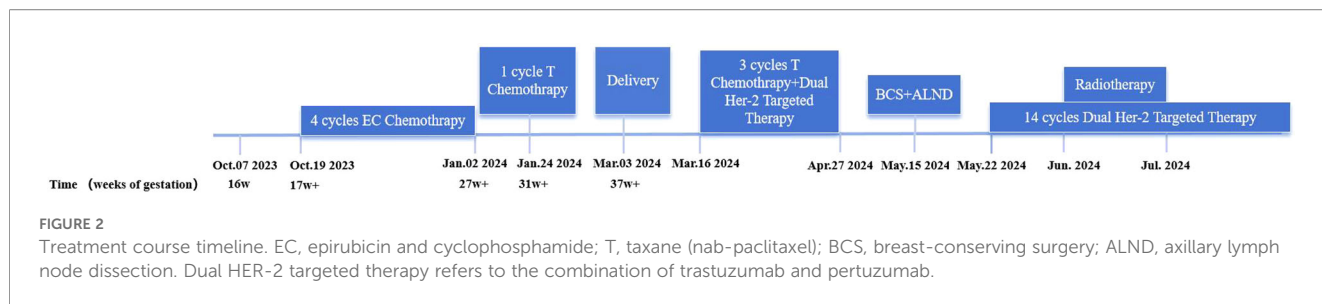 1 cycle T
Chemothrapy
Delivery
3 cycles T
Chemothrapy+Dual
Her-2 Targeted
Therapy
BCS+ALND
Radiotherapy
4 cycles EC Chemothrapy
14 cycles Dual Her-2 Targeted Therapy
Oct.07 2023
Oct.19 2023
Jan.02 2024
Jan.24 2024
Mar.03 2024
Mar.16 2024
Apr.27 2024
May.15 2024
May.22 2024
Jun. 2024
Jul. 2024
Time (weeks of gestation)
16w
17w+
27w+
31w+
37w+
FIGURE 2
Treatment course timeline. EC, epirubicin and cyclophosphamide; T, taxane (nab-paclitaxel); BCS, breast-conserving surgery; ALND, axillary lymph
node dissection. Dual HER-2 targeted therapy refers to the combination of trastuzumab and pertuzumab.